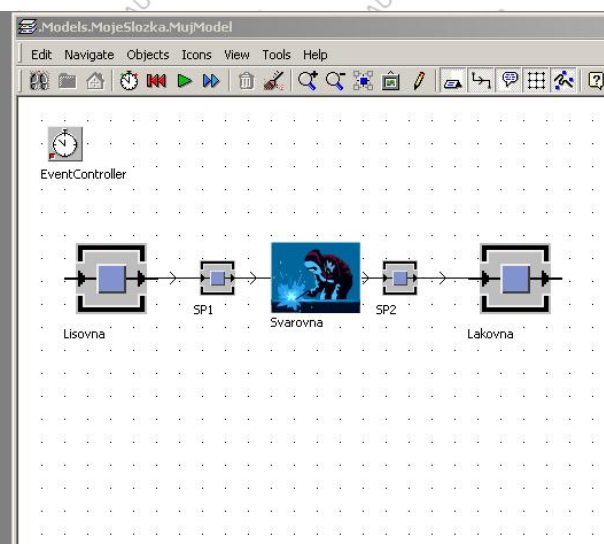 .Models.MojeSlozka.MujModel
Edit Navigate Objects Icons View Tools Help
EventController
SP1
SP2
Svarovna
Lisovna
Lakovna